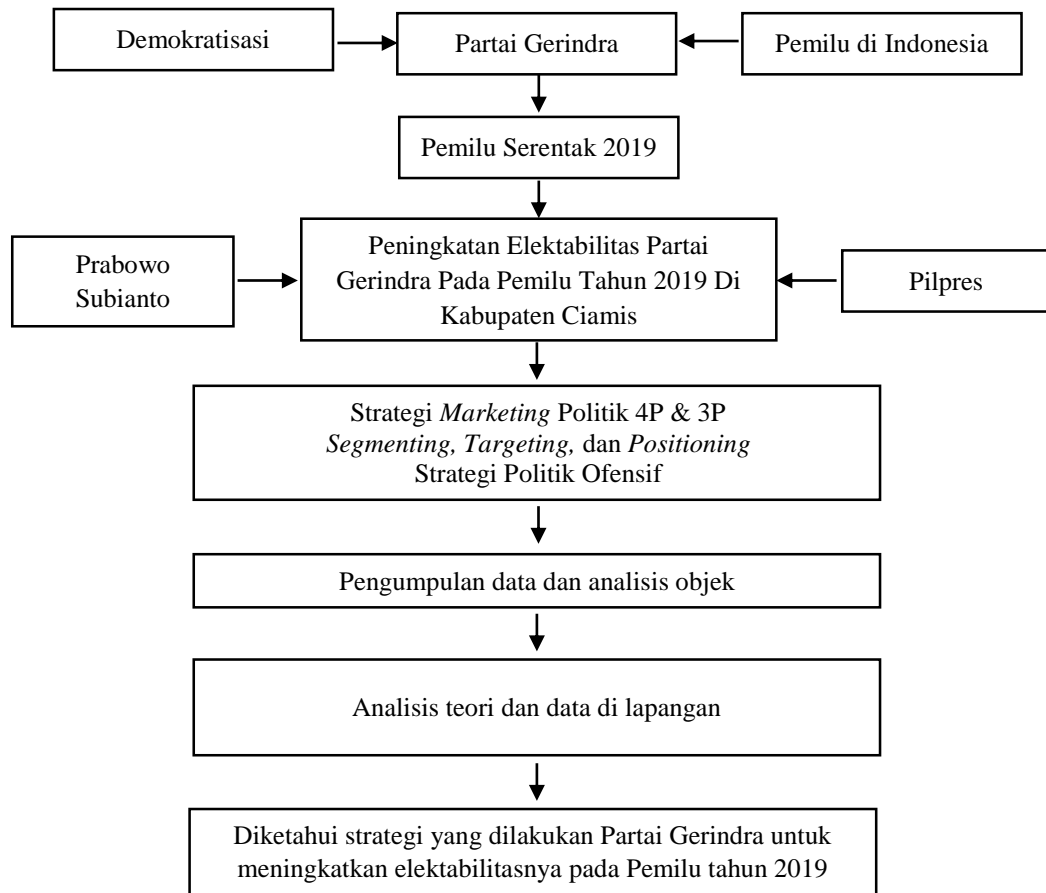 Demokratisasi
Partai Gerindra
Pemilu di Indonesia
Pemilu Serentak 2019
Prabowo
Subianto
Peningkatan Elektabilitas Partai
Gerindra Pada Pemilu Tahun 2019 Di
Kabupaten Ciamis
Pilpres
Strategi Marketing Politik 4P & 3P
Segmenting, Targeting, dan Positioning
Strategi Politik Ofensif
Pengumpulan data dan analisis objek
Analisis teori dan data di lapangan
Diketahui strategi yang dilakukan Partai Gerindra untuk
meningkatkan elektabilitasnya pada Pemilu tahun 2019